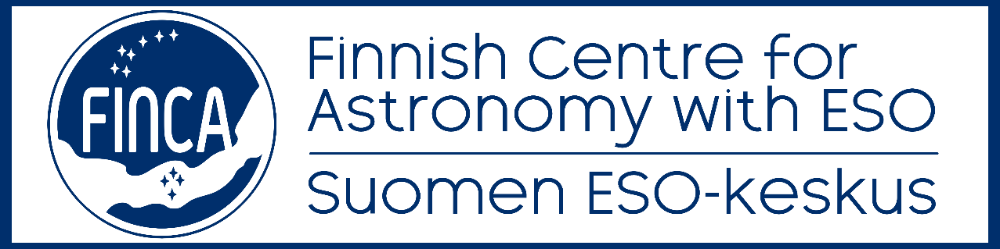 FINCA
Finnish Centre for
Astronomy with ESO
Suomen ESO-keskus